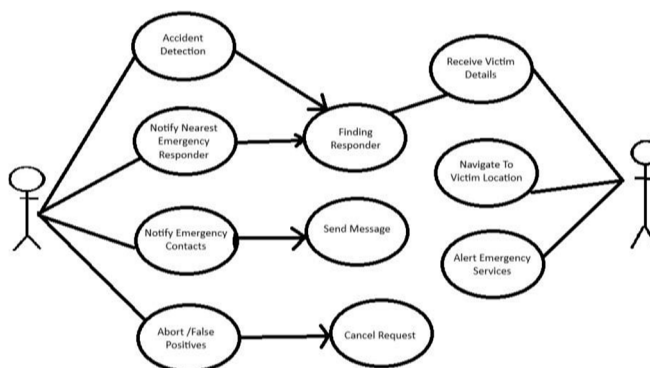 Accident
Detection
Notify Nearest
Emergency
Responder
Notify Emergency
Contacts
Abort /False
Positives
Finding
Responder
Send Message
Cancel Request
Receive Victim
Details
Navigate To
Victim Location
Alert Emergency
Services